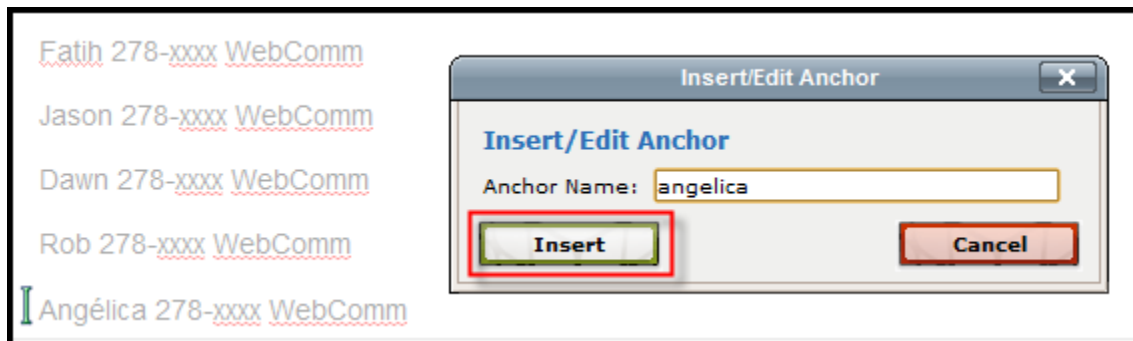 Fatih 278-xxxx WebComm
Jason 278-xxxx WebComm
Dawn 278-xxxx WebComm
Rob 278-xxxx WebComm
Angélica 278-xxxx WebComm
Insert/Edit Anchor
Insert/Edit Anchor
Anchor Name: angelica
Insert Cancel